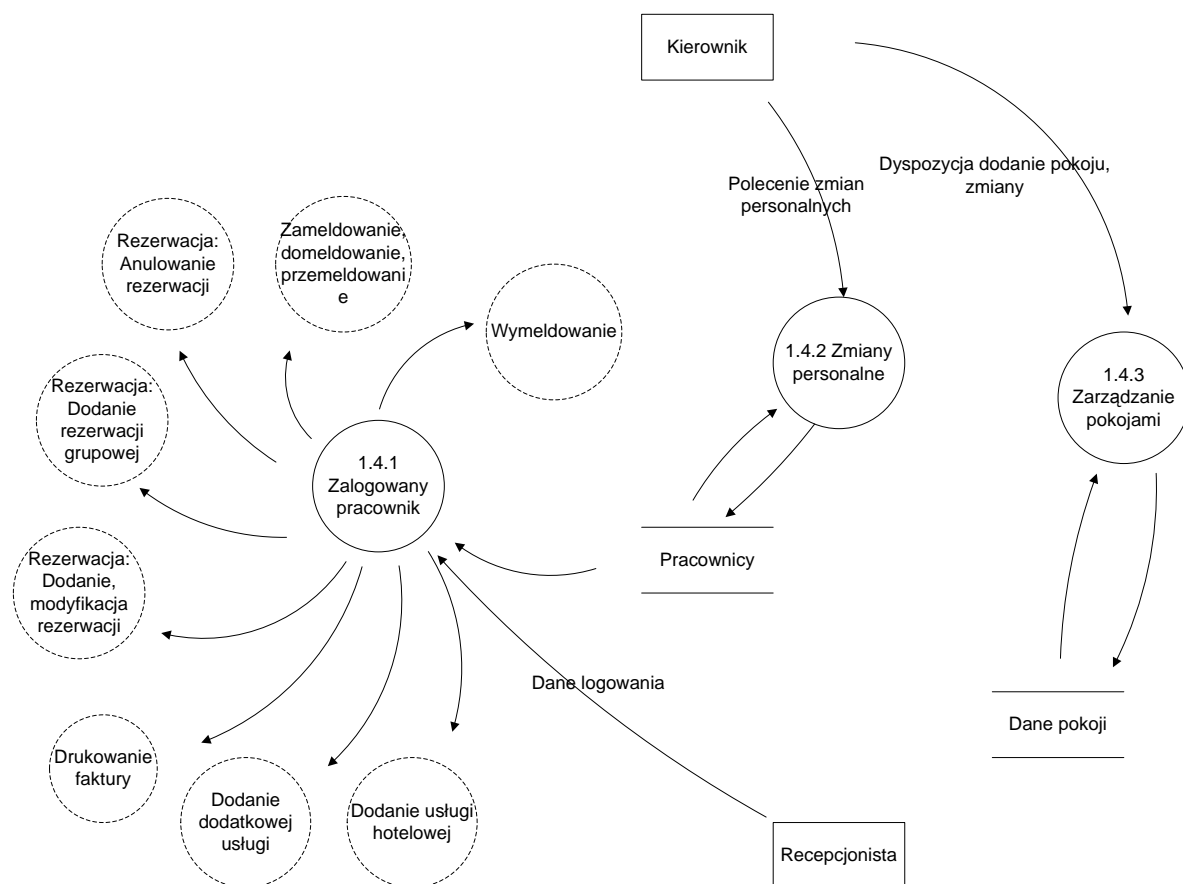 Kierownik
Dyspozycja dodanie pokoju,
zmiany
Polecenie zmian
personalnych
Rezerwacja:
Anulowanie
rezerwacji
Zameldowanie,
domeldowanie,
przemeldowani
e
Wymeldowanie
1.4.2 Zmiany
personalne
1.4.3
Zarządzanie
pokojami
Rezerwacja:
Dodanie
rezerwacji
grupowej
1.4.1
Zalogowany
pracownik
Rezerwacja:
Dodanie,
modyfikacja
rezerwacji
Pracownicy
Dane logowania
Dane pokoji
Drukowanie
faktury
Dodanie
dodatkowej
usługi
Dodanie usługi
hotelowej
Recepcjonista